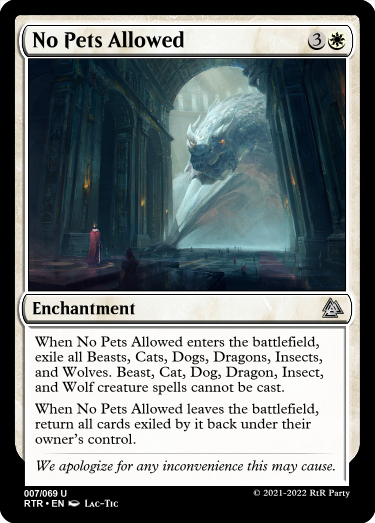 No Pets Allowed 3
Enchantment
When No Pets Allowed enters the battlefield,
exile all Beasts, Cats, Dogs, Dragons, Insects,
and Wolves. Beast, Cat, Dog, Dragon, Insect,
and Wolf creature spells cannot be cast.
When No Pets Allowed leaves the battlefield,
return all cards exiled by it back under their
owner's control.
We apologize for any inconvenience this may cause.
007/069 U
RTR • EN Lac-Tic © 2021-2022 RtR Party